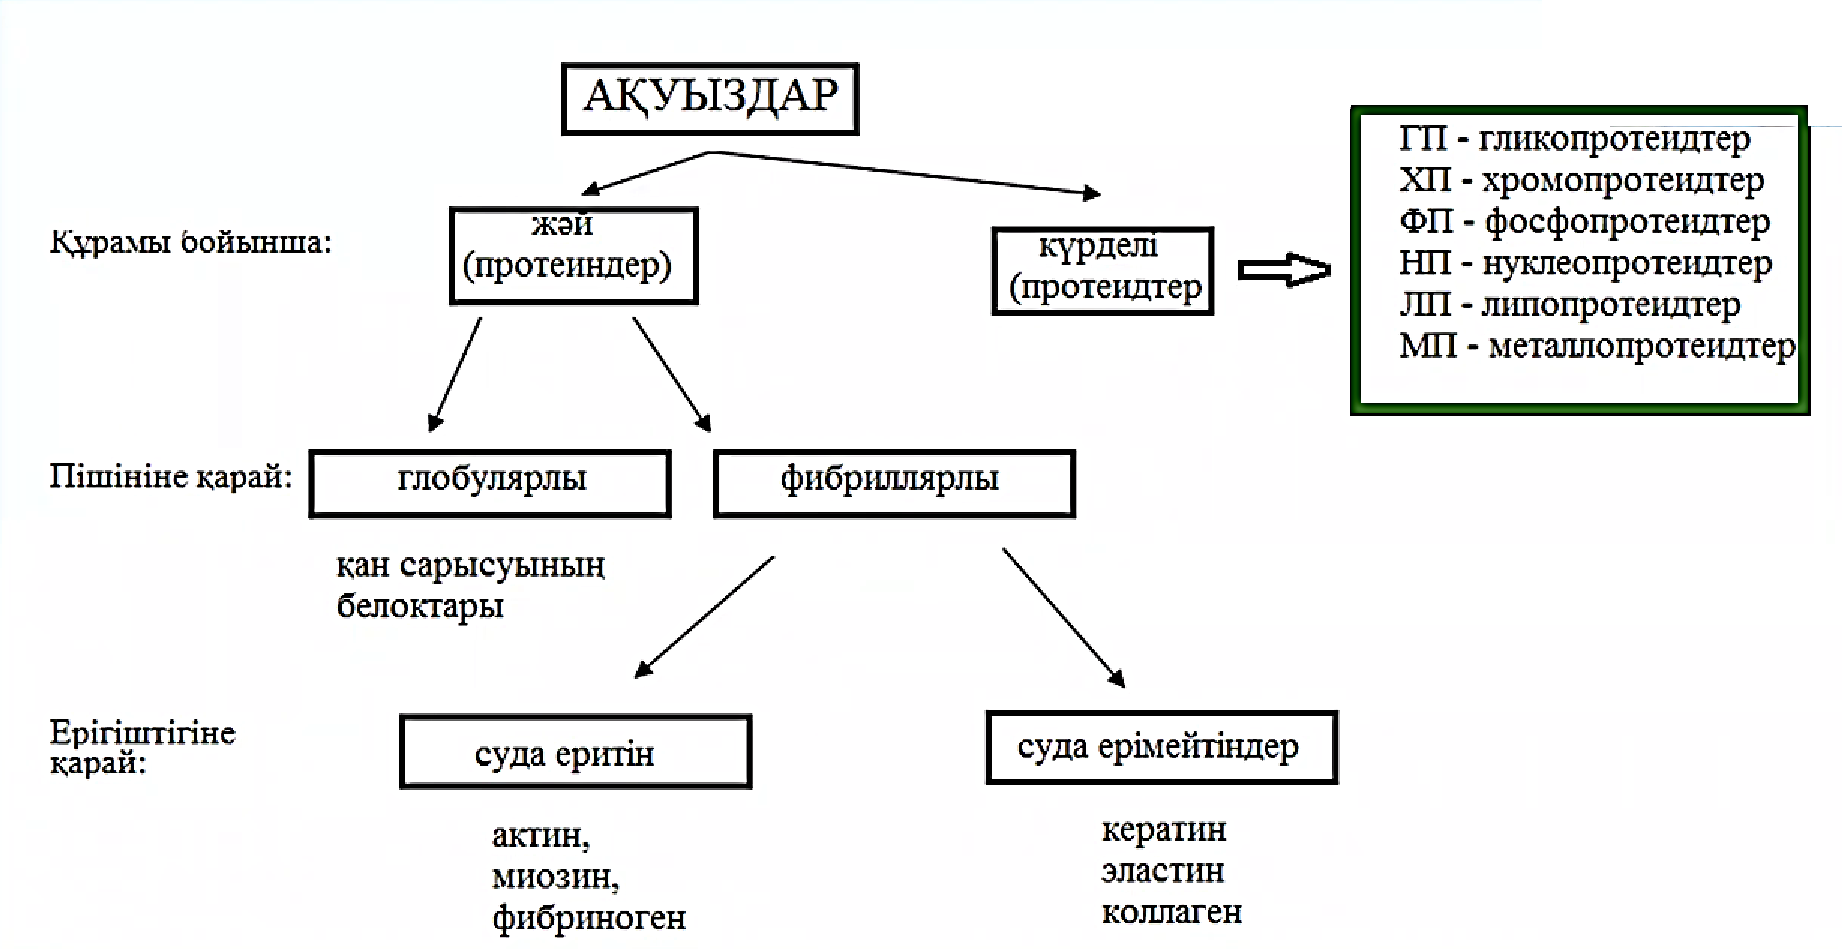 АҚУЫЗДАР
ГП - гликопротеидтер
ХП - хромопротеидтер
ФП - фосфопротеидтер
НП - нуклеопротеидтер
ЛП - липопротеидтер
МП - металлопротеидтер
Құрамы бойынша:
жәй
(протеиндер)
күрделі
(протеидтер
Пішініне қарай:
глобулярлы
фибриллярлы
қан сарысуының
белоктары
Ерігіштігіне
қарай:
суда еритін
суда ерімейтіндер
актин,
миозин,
фибриноген
кератин
эластин
коллаген